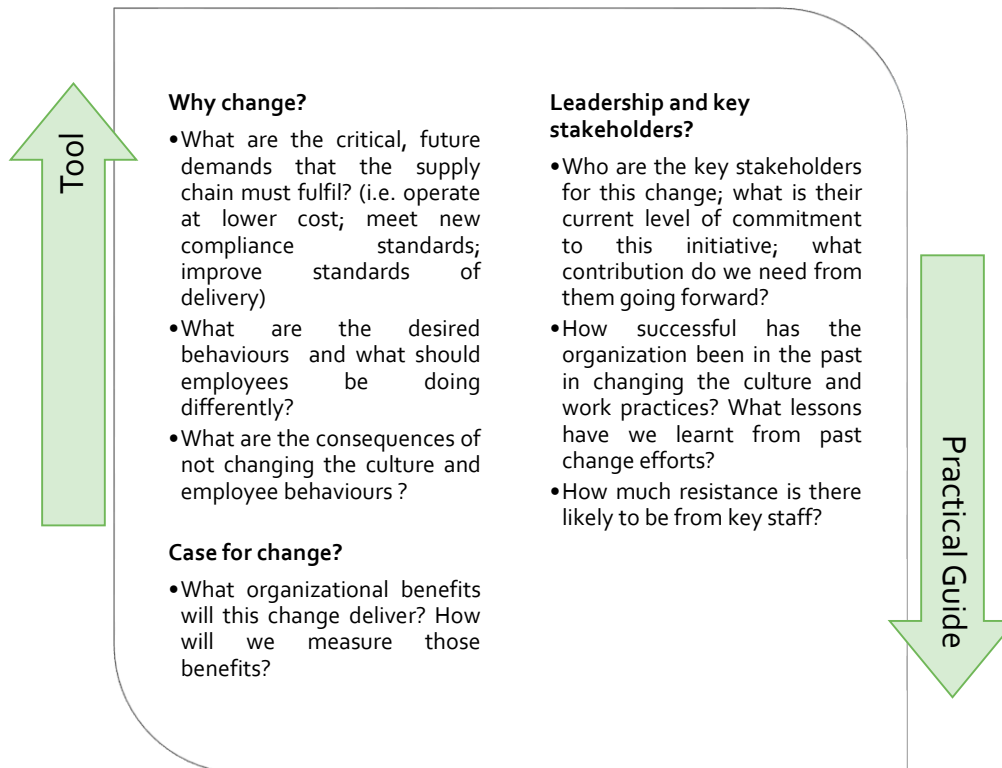 Tool
Why change?
•What are the critical, future
demands that the supply
chain must fulfil? (i.e. operate
at lower cost; meet new
compliance standards;
improve standards of
delivery)
•What are the desired
behaviours and what should
employees be doing
differently?
•What are the consequences of
not changing the culture and
employee behaviours ?
Case for change?
•What organizational benefits
will this change deliver? How
will we measure those
benefits?
Leadership and key
stakeholders?
•Who are the key stakeholders
for this change; what is their
current level of commitment
to this initiative; what
contribution do we need from
them going forward?
•How successful has the
organization been in the past
in changing the culture and
work practices? What lessons
have we learnt from past
change efforts?
•How much resistance is there
likely to be from key staff?
Practical Guide